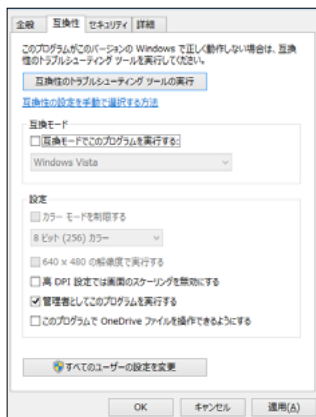 全般 互換性 セキュリティ 詳細
このプログラムがこのバージョンの Windows で正しく動作しない場合は、互換
性のトラブルシューティング ツールを実行してください。
互換性のトラブルシューティング ツールの実行
互換性の設定を手動で選択する方法
互換モード
互換モードでこのプログラムを実行する:
Windows Vista
設定
カラー モードを制限する
8 ビット (256) カラー
640 x 480 の解像度で実行する
高 DPI 設定では画面のスケーリングを無効にする
管理者としてこのプログラムを実行する
このプログラムで OneDrive ファイルを操作できるようにする
すべてのユーザーの設定を変更
OK キャンセル 適用(A)